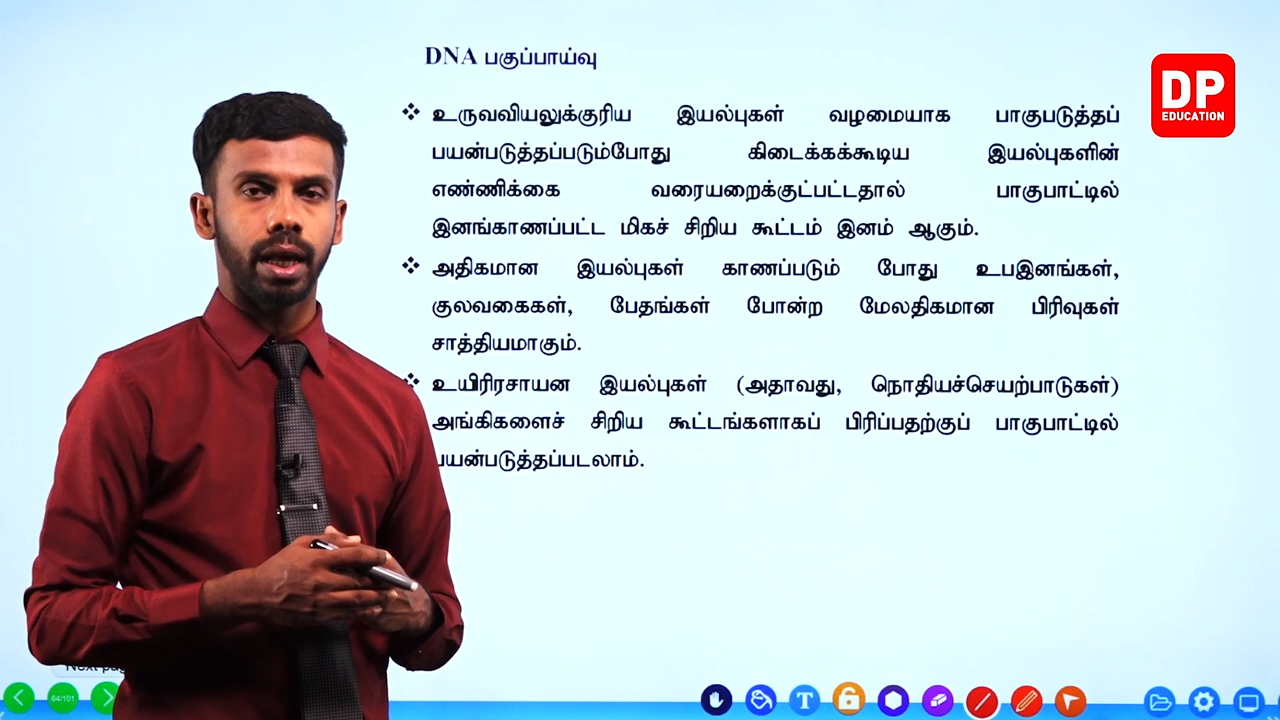 DNA பகுப்பாய்வு
DP
EDUCATION
❖ உருவவியலுக்குரிய இயல்புகள் வழமையாக பாகுபடுத்தப்
பயன்படுத்தப்படும்போது கிடைக்கக்கூடிய இயல்புகளின்
எண்ணிக்கை வரையறைக்குட்பட்டதால் பாகுபாட்டில்
இனங்காணப்பட்ட மிகச் சிறிய கூட்டம் இனம் ஆகும்.
❖ அதிகமான இயல்புகள் காணப்படும் போது உபஇனங்கள்,
குலவகைகள், பேதங்கள் போன்ற மேலதிகமான பிரிவுகள்
சாத்தியமாகும்.
❖ உயிரிரசாயன இயல்புகள் (அதாவது, நொதியச்செயற்பாடுகள்)
அங்கிகளைச் சிறிய கூட்டங்களாகப் பிரிப்பதற்குப் பாகுபாட்டில்
பயன்படுத்தப்படலாம்.
Next
64/101
T